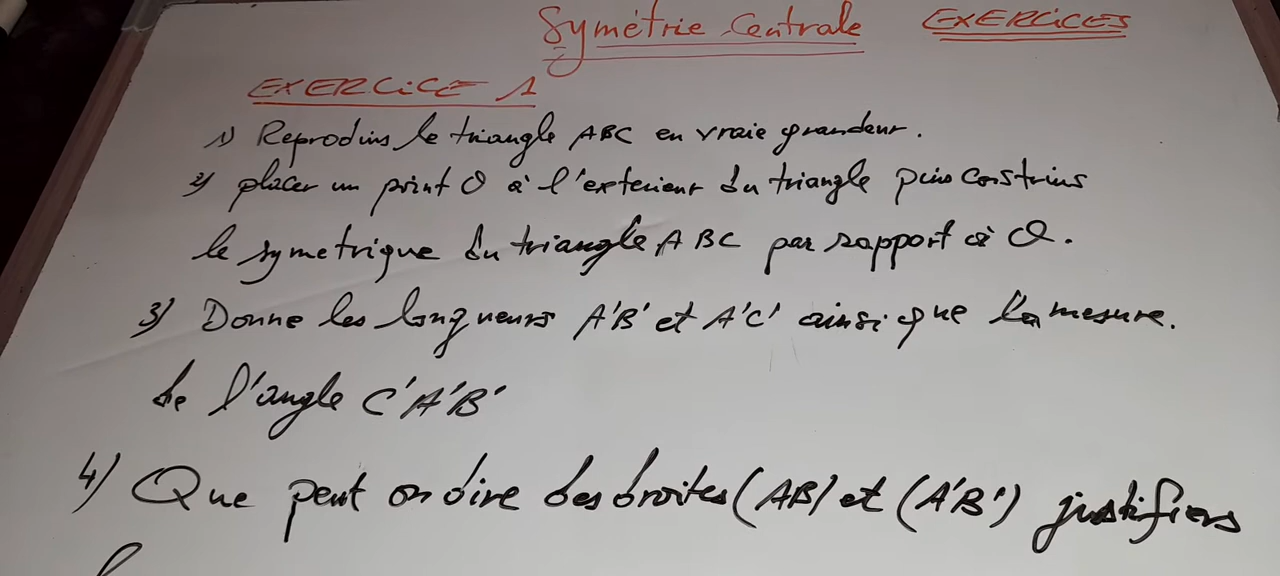 Symétrie Centrale EXERCICES
EXERCICE 1
1) Reproduis le triangle ABC en vraie grandeur.
2) placer un point O à l'exterieur du triangle puis construis
le symetrique du triangle ABC par rapport à O.
3) Donne les longueurs A'B' et A'C' ainsi que la mesure.
de l'angle C'A'B'
4) Que peut on dire des droites (AB) et (A'B') justifiers